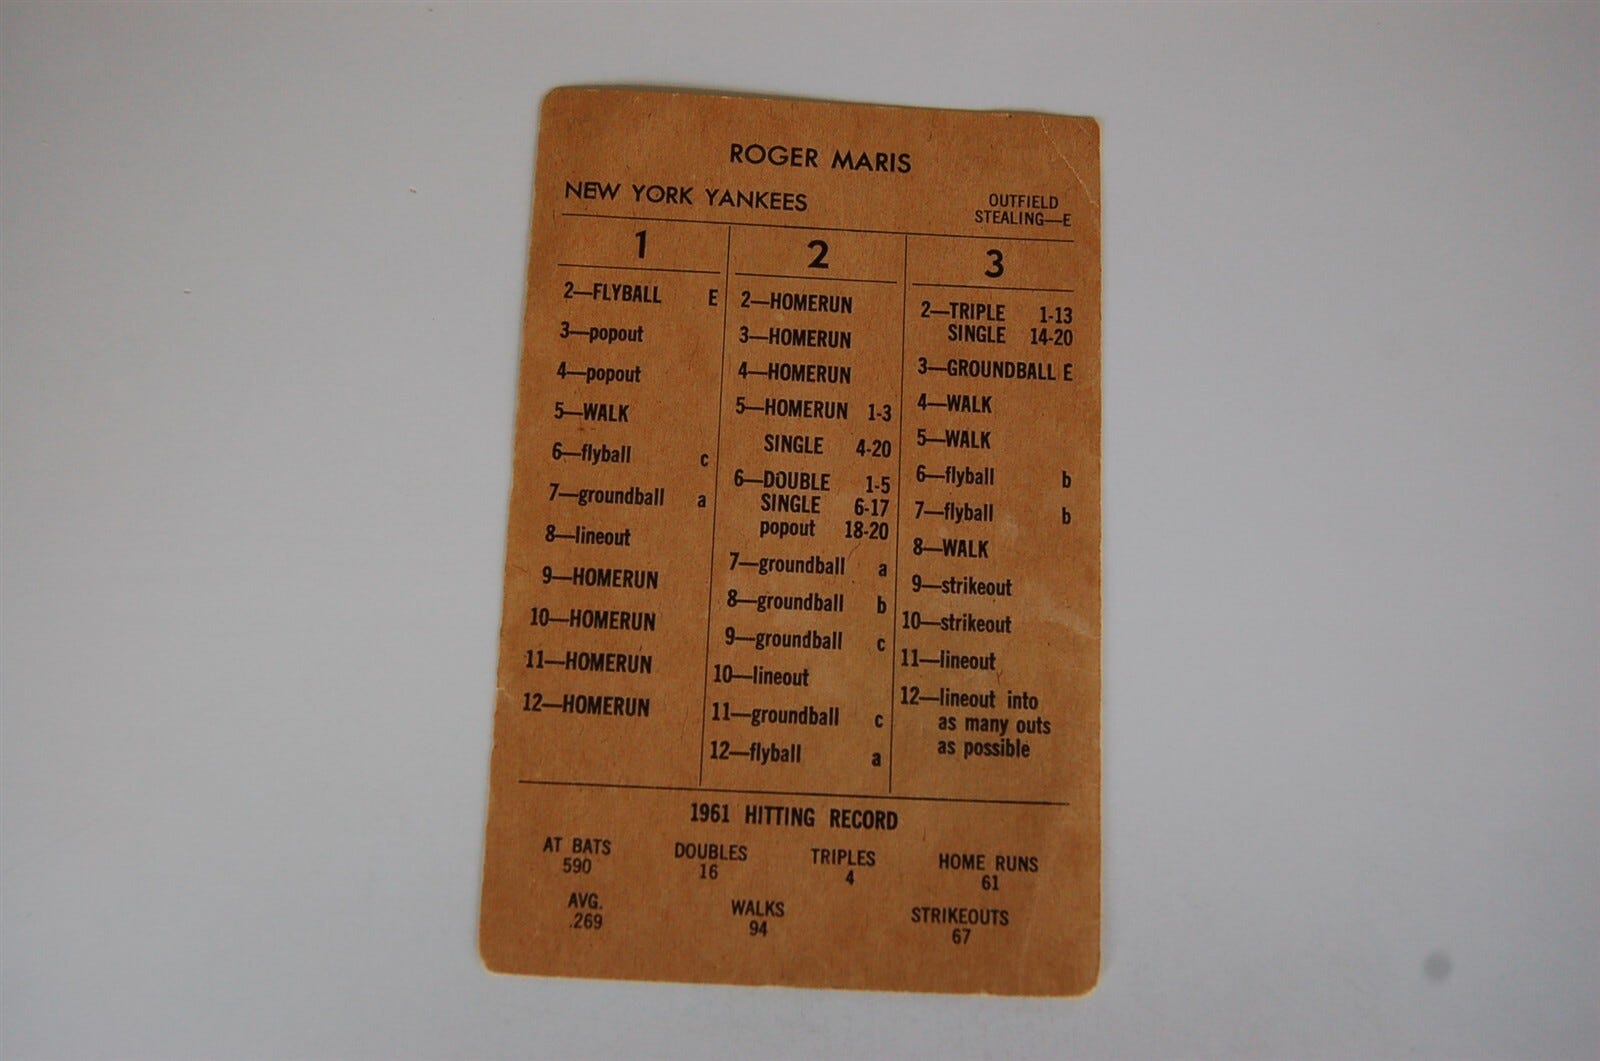 ROGER MARIS
NEW YORK YANKEES
OUTFIELD
STEALING—E
1
2—FLYBALL E
3—popout
4—popout
5—WALK
6—flyball c
7—groundball a
8—lineout
9—HOMERUN
10—HOMERUN
11—HOMERUN
12—HOMERUN
2
2—HOMERUN
3—HOMERUN
4—HOMERUN
5—HOMERUN 1-3
SINGLE 4-20
6—DOUBLE 1-5
SINGLE 6-17
popout 18-20
7—groundball a
8—groundball b
9—groundball c
10—lineout
11—groundball c
12—flyball a
3
2—TRIPLE 1-13
SINGLE 14-20
3—GROUNDBALL E
4—WALK
5—WALK
6—flyball b
7—flyball b
8—WALK
9—strikeout
10—strikeout
11—lineout
12—lineout into
as many outs
as possible
1961 HITTING RECORD
AT BATS DOUBLES TRIPLES HOME RUNS
590 16 4 61
AVG. WALKS STRIKEOUTS
.269 94 67